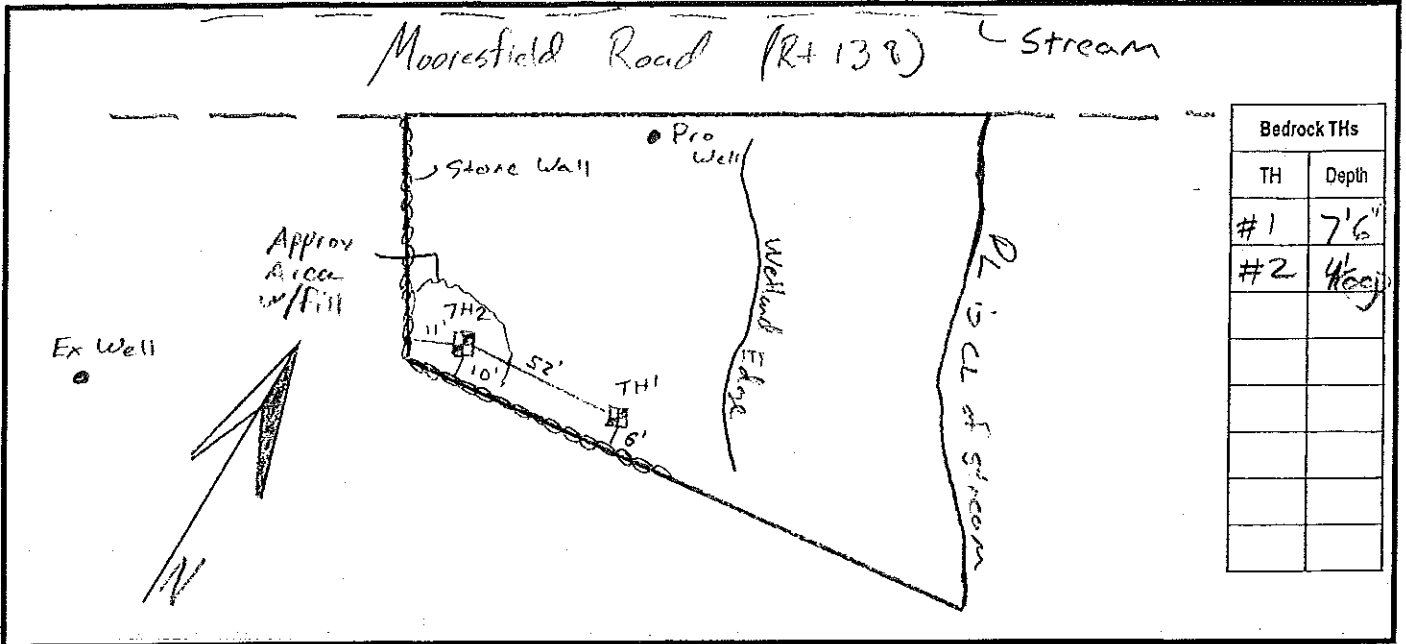 Mooresfield Road (Rt 138)
Stream
Pro
Well
Stone Wall
Approx
Area
w/Fill
Wetland Edge
PL is CL of Stream
Ex Well
TH2
11'
10'
52'
TH1
6'
N
Bedrock THs
TH Depth
#1 7'6"
#2